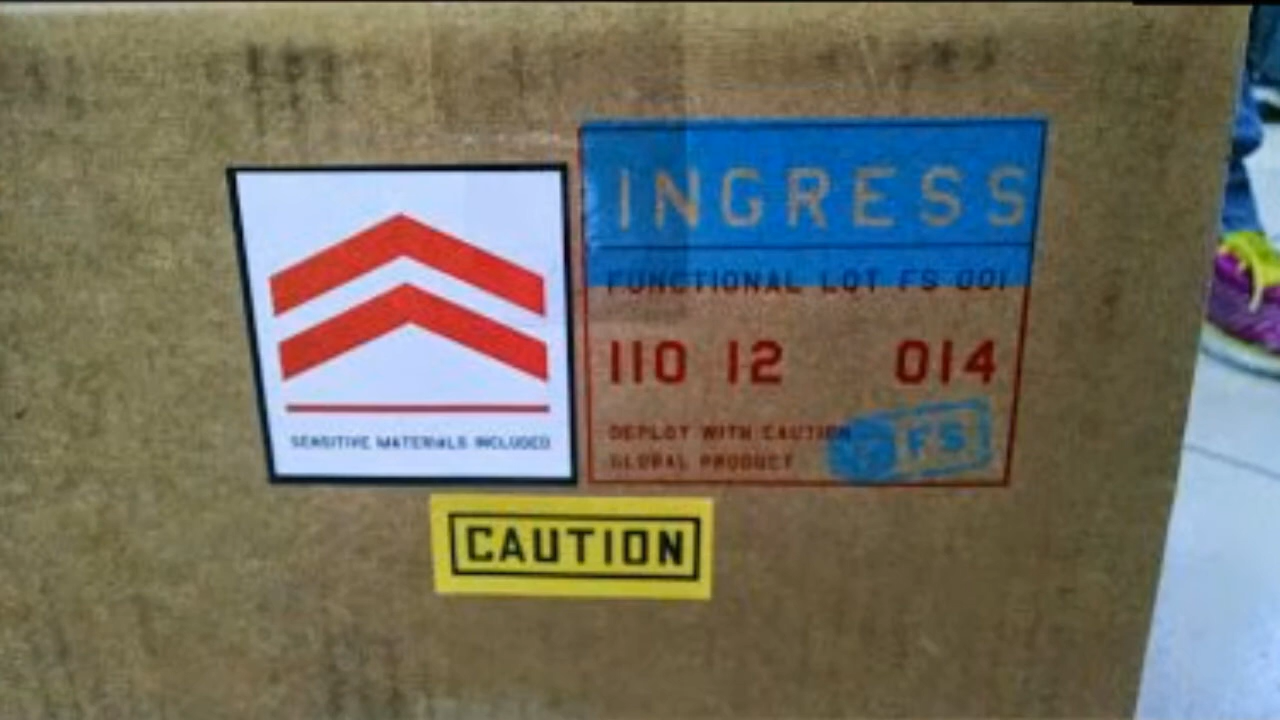 SENSITIVE MATERIALS INCLUDED
INGRESS
FUNCTIONAL LOT FS 001
110 12 014
DEPLOY WITH CAUTION
GLOBAL PRODUCT
FS
CAUTION